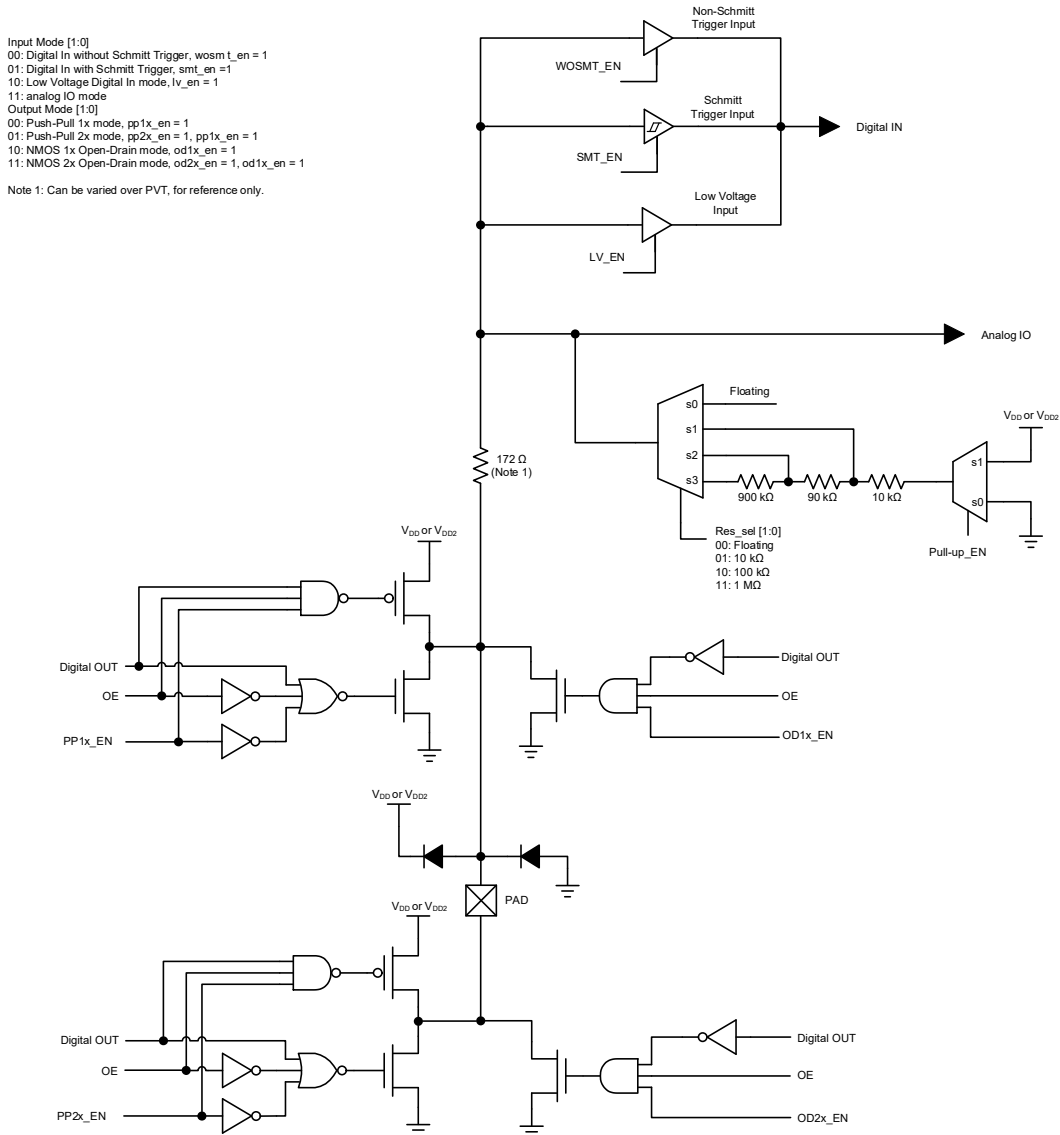 Input Mode [1:0]
00: Digital In without Schmitt Trigger, wosm t_en = 1
01: Digital In with Schmitt Trigger, smt_en =1
10: Low Voltage Digital In mode, lv_en = 1
11: analog IO mode
Output Mode [1:0]
00: Push-Pull 1x mode, pp1x_en = 1
01: Push-Pull 2x mode, pp2x_en = 1, pp1x_en = 1
10: NMOS 1x Open-Drain mode, od1x_en = 1
11: NMOS 2x Open-Drain mode, od2x_en = 1, od1x_en = 1
Note 1: Can be varied over PVT, for reference only.
Non-Schmitt
Trigger Input
WOSMT_EN
Schmitt
Trigger Input
SMT_EN
Digital IN
Low Voltage
Input
LV_EN
Analog IO
Floating
s0
s1
s2
s3
900 kΩ
90 kΩ
10 kΩ
VDD or VDD2
s1
s0
Pull-up_EN
Res_sel [1:0]
00: Floating
01: 10 kΩ
10: 100 kΩ
11: 1 MΩ
172 Ω
(Note 1)
VDD or VDD2
Digital OUT
OE
PP1x_EN
Digital OUT
OE
OD1x_EN
VDD or VDD2
PAD
VDD or VDD2
Digital OUT
OE
PP2x_EN
Digital OUT
OE
OD2x_EN